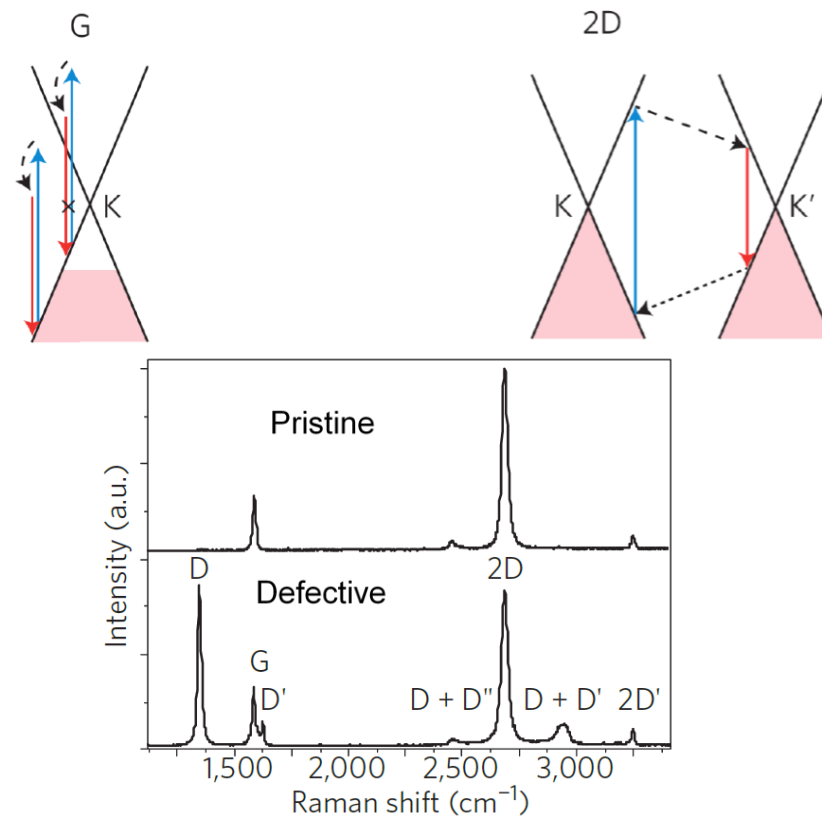 G
2D
K
K
K′
Pristine
D
2D
Defective
G
D'
D + D"
D + D'
2D'
Intensity (a.u.)
1,500
2,000
2,500
3,000
Raman shift (cm⁻¹)